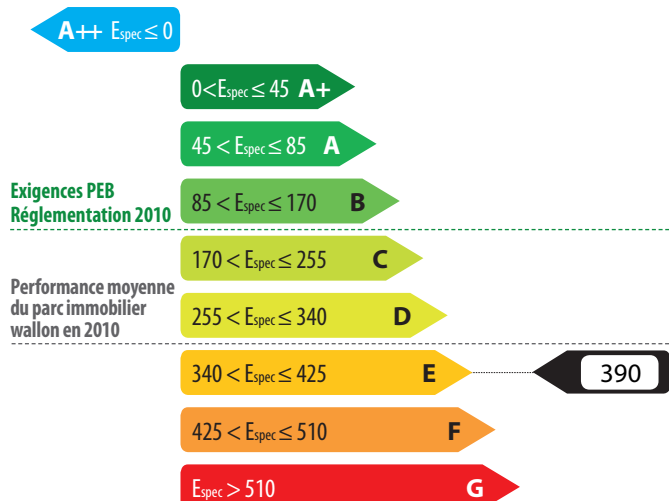 A++ Espec ≤ 0
0 < Espec ≤ 45 A+
45 < Espec ≤ 85 A
Exigences PEB
Réglementation 2010
85 < Espec ≤ 170 B
170 < Espec ≤ 255 C
Performance moyenne
du parc immobilier
wallon en 2010
255 < Espec ≤ 340 D
340 < Espec ≤ 425 E
390
425 < Espec ≤ 510 F
Espec > 510 G